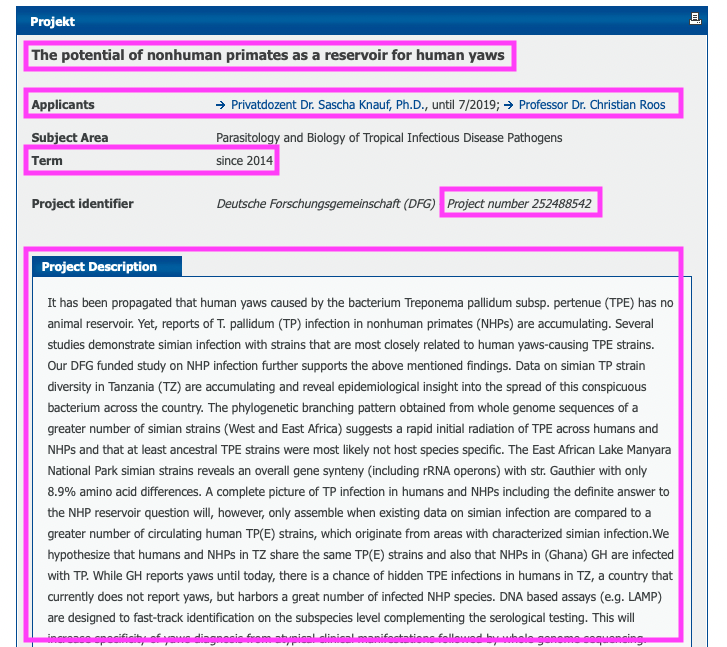 Projekt
The potential of nonhuman primates as a reservoir for human yaws
Applicants → Privatdozent Dr. Sascha Knauf, Ph.D., until 7/2019; → Professor Dr. Christian Roos
Subject Area Parasitology and Biology of Tropical Infectious Disease Pathogens
Term since 2014
Project identifier Deutsche Forschungsgemeinschaft (DFG) Project number 252488542
Project Description
It has been propagated that human yaws caused by the bacterium Treponema pallidum subsp. pertenue (TPE) has no
animal reservoir. Yet, reports of T. pallidum (TP) infection in nonhuman primates (NHPs) are accumulating. Several
studies demonstrate simian infection with strains that are most closely related to human yaws-causing TPE strains.
Our DFG funded study on NHP infection further supports the above mentioned findings. Data on simian TP strain
diversity in Tanzania (TZ) are accumulating and reveal epidemiological insight into the spread of this conspicuous
bacterium across the country. The phylogenetic branching pattern obtained from whole genome sequences of a
greater number of simian strains (West and East Africa) suggests a rapid initial radiation of TPE across humans and
NHPs and that at least ancestral TPE strains were most likely not host species specific. The East African Lake Manyara
National Park simian strains reveals an overall gene synteny (including rRNA operons) with str. Gauthier with only
8.9% amino acid differences. A complete picture of TP infection in humans and NHPs including the definite answer to
the NHP reservoir question will, however, only assemble when existing data on simian infection are compared to a
greater number of circulating human TP(E) strains, which originate from areas with characterized simian infection.We
hypothesize that humans and NHPs in TZ share the same TP(E) strains and also that NHPs in (Ghana) GH are infected
with TP. While GH reports yaws until today, there is a chance of hidden TPE infections in humans in TZ, a country that
currently does not report yaws, but harbors a great number of infected NHP species. DNA based assays (e.g. LAMP)
are designed to fast-track identification on the subspecies level complementing the serological testing. This will
increase specificity of yaws diagnosis from atypical clinical manifestations followed by whole genome sequencing.